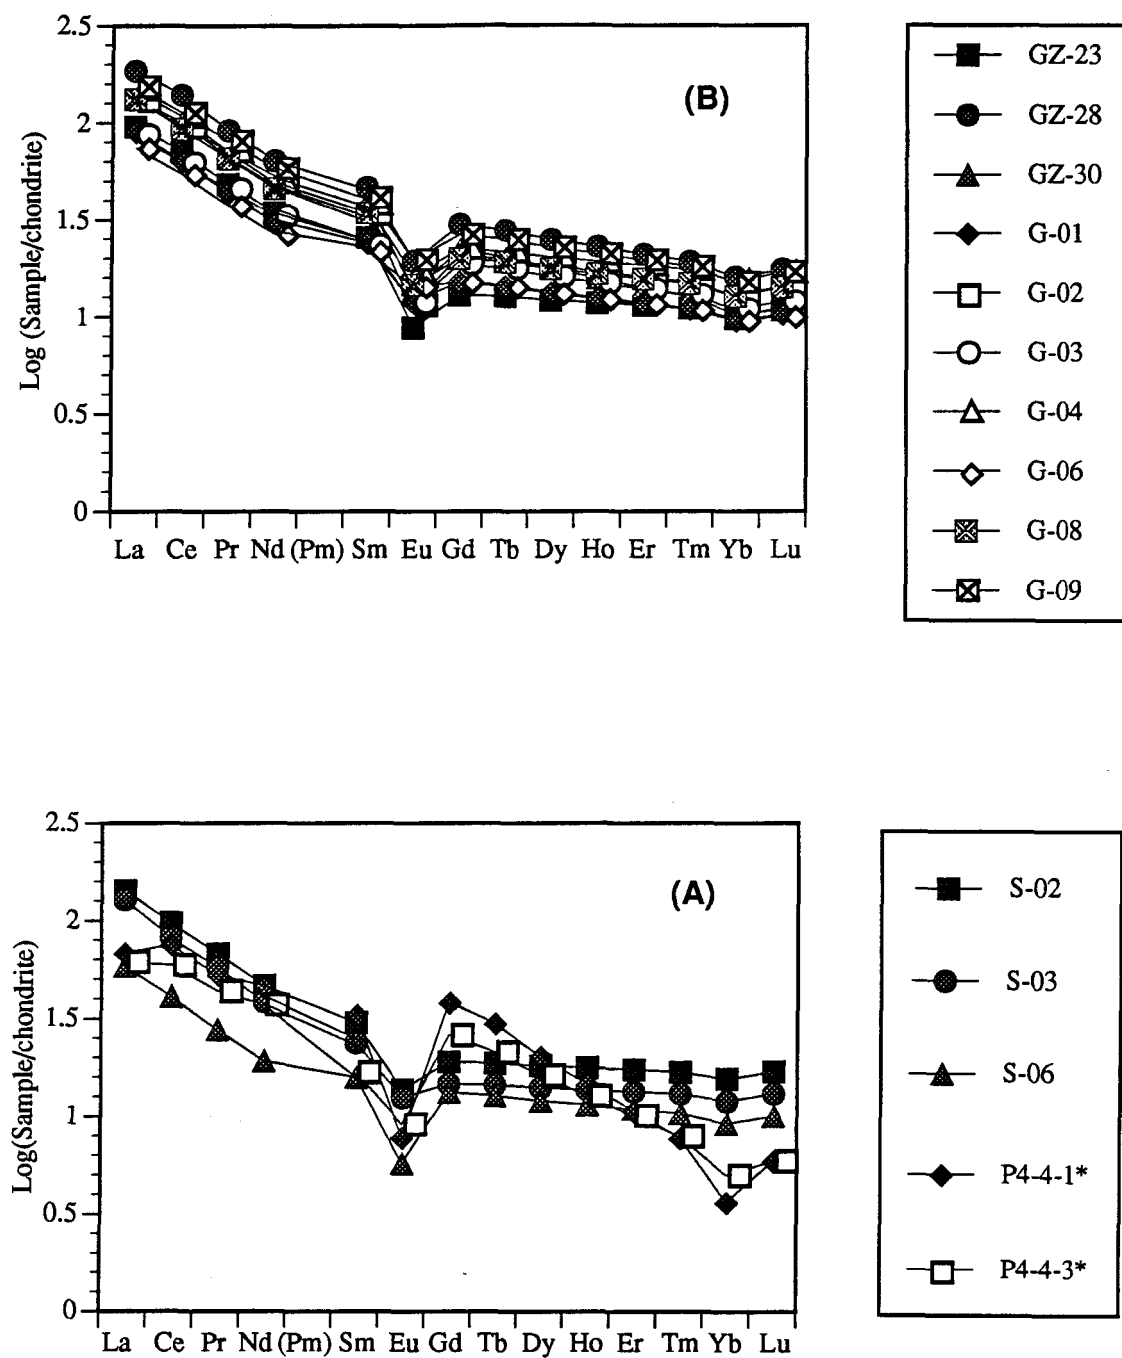 2.5
2
1.5
1
0.5
0
Log (Sample/chondrite)
(B)
La Ce Pr Nd (Pm) Sm Eu Gd Tb Dy Ho Er Tm Yb Lu
GZ-23
GZ-28
GZ-30
G-01
G-02
G-03
G-04
G-06
G-08
G-09
2.5
2
1.5
1
0.5
0
Log(Sample/chondrite)
(A)
La Ce Pr Nd (Pm) Sm Eu Gd Tb Dy Ho Er Tm Yb Lu
S-02
S-03
S-06
P4-4-1*
P4-4-3*